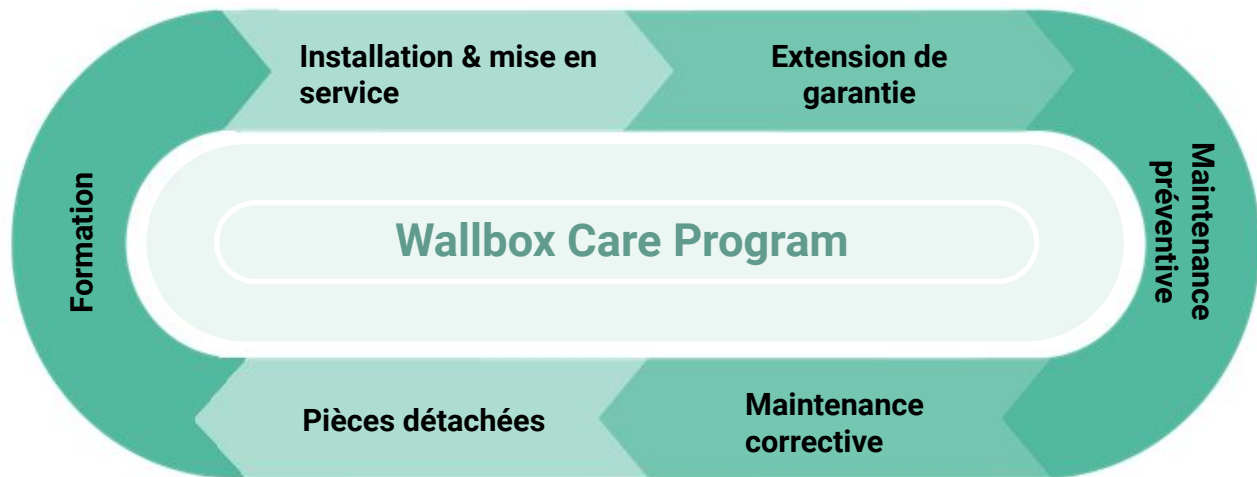 Installation & mise en
service
Extension de
garantie
Maintenance
préventive
Formation
Wallbox Care Program
Pièces détachées
Maintenance
corrective